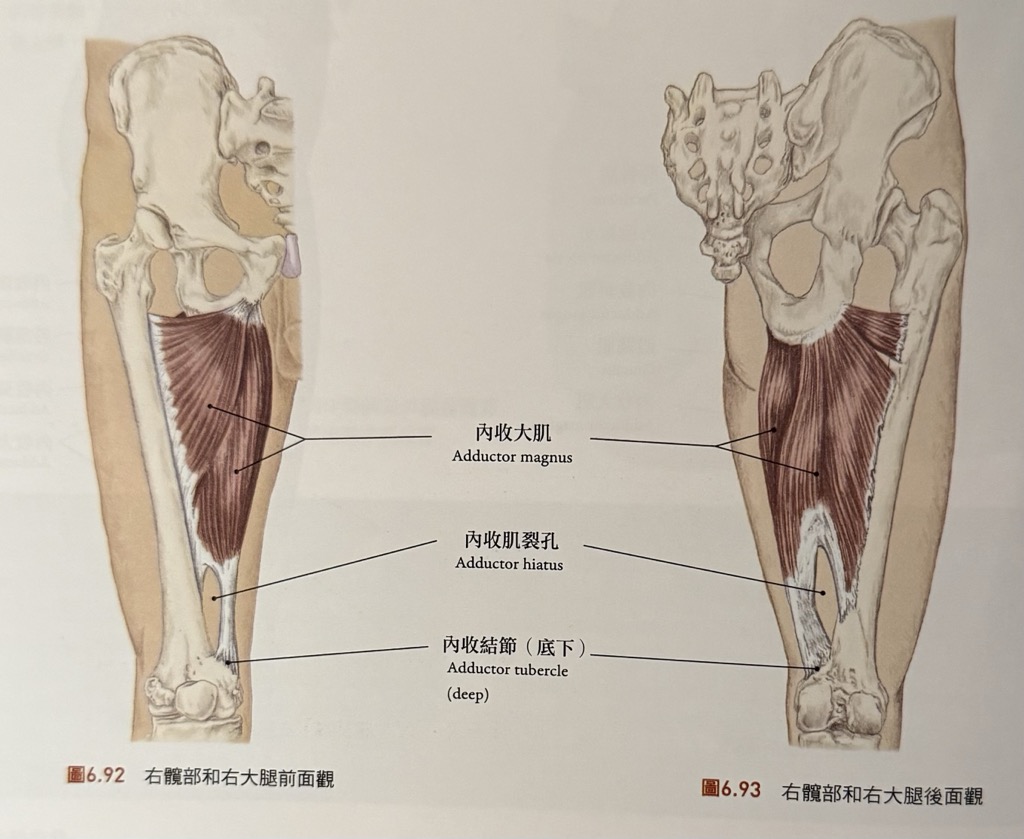 內收大肌
Adductor magnus
內收肌裂孔
Adductor hiatus
內收結節（底下）
Adductor tubercle
(deep)
圖6.92 右髖部和右大腿前面觀
圖6.93 右髖部和右大腿後面觀